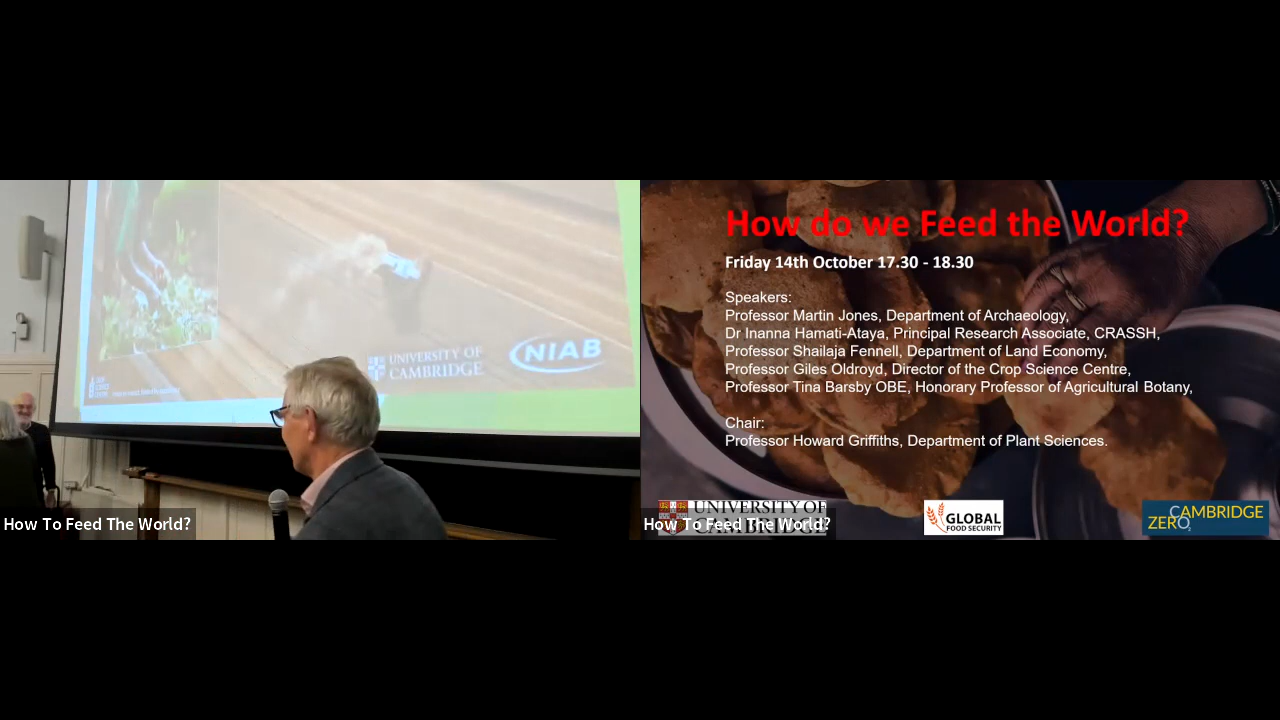 UNIVERSITY OF
CAMBRIDGE
NIAB
How To Feed The World?
How do we Feed the World?
Friday 14th October 17.30 - 18.30
Speakers:
Professor Martin Jones, Department of Archaeology,
Dr Inanna Hamati-Ataya, Principal Research Associate, CRASSH,
Professor Shailaja Fennell, Department of Land Economy,
Professor Giles Oldroyd, Director of the Crop Science Centre,
Professor Tina Barsby OBE, Honorary Professor of Agricultural Botany,
Chair:
Professor Howard Griffiths, Department of Plant Sciences.
UNIVERSITY OF
CAMBRIDGE
How To Feed The World?
GLOBAL
FOOD SECURITY
CAMBRIDGE
ZERO